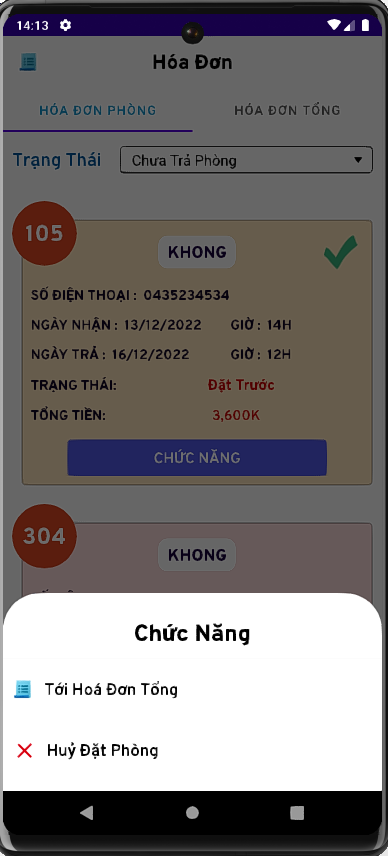 14:13
Hóa Đơn
HÓA ĐƠN PHÒNG
HÓA ĐƠN TỔNG
Trạng Thái
Chưa Trả Phòng
105
KHONG
SỐ ĐIỆN THOẠI : 0435234534
NGÀY NHẬN : 13/12/2022 GIỜ : 14H
NGÀY TRẢ : 16/12/2022 GIỜ : 12H
TRẠNG THÁI: Đặt Trước
TỔNG TIỀN: 3,600K
CHỨC NĂNG
304
KHONG
Chức Năng
Tới Hoá Đơn Tổng
Huỷ Đặt Phòng